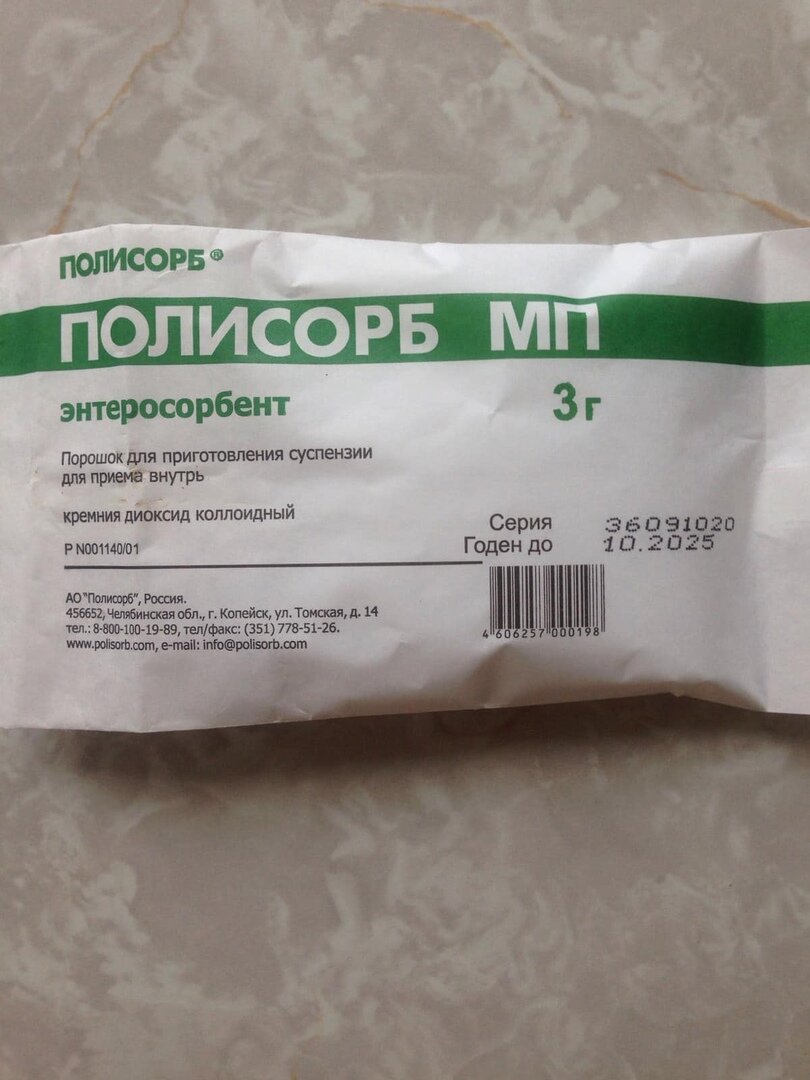 ПОЛИСОРБ®
ПОЛИСОРБ МП
энтеросорбент 3 г
Порошок для приготовления суспензии
для приема внутрь
кремния диоксид коллоидный
Р N001140/01
Серия 36091020
Годен до 10.2025
АО "Полисорб", Россия.
456652, Челябинская обл., г. Копейск, ул. Томская, д. 14
тел.: 8-800-100-19-89, тел/факс: (351) 778-51-26.
www.polisorb.com, e-mail: info@polisorb.com
4 606257 000198